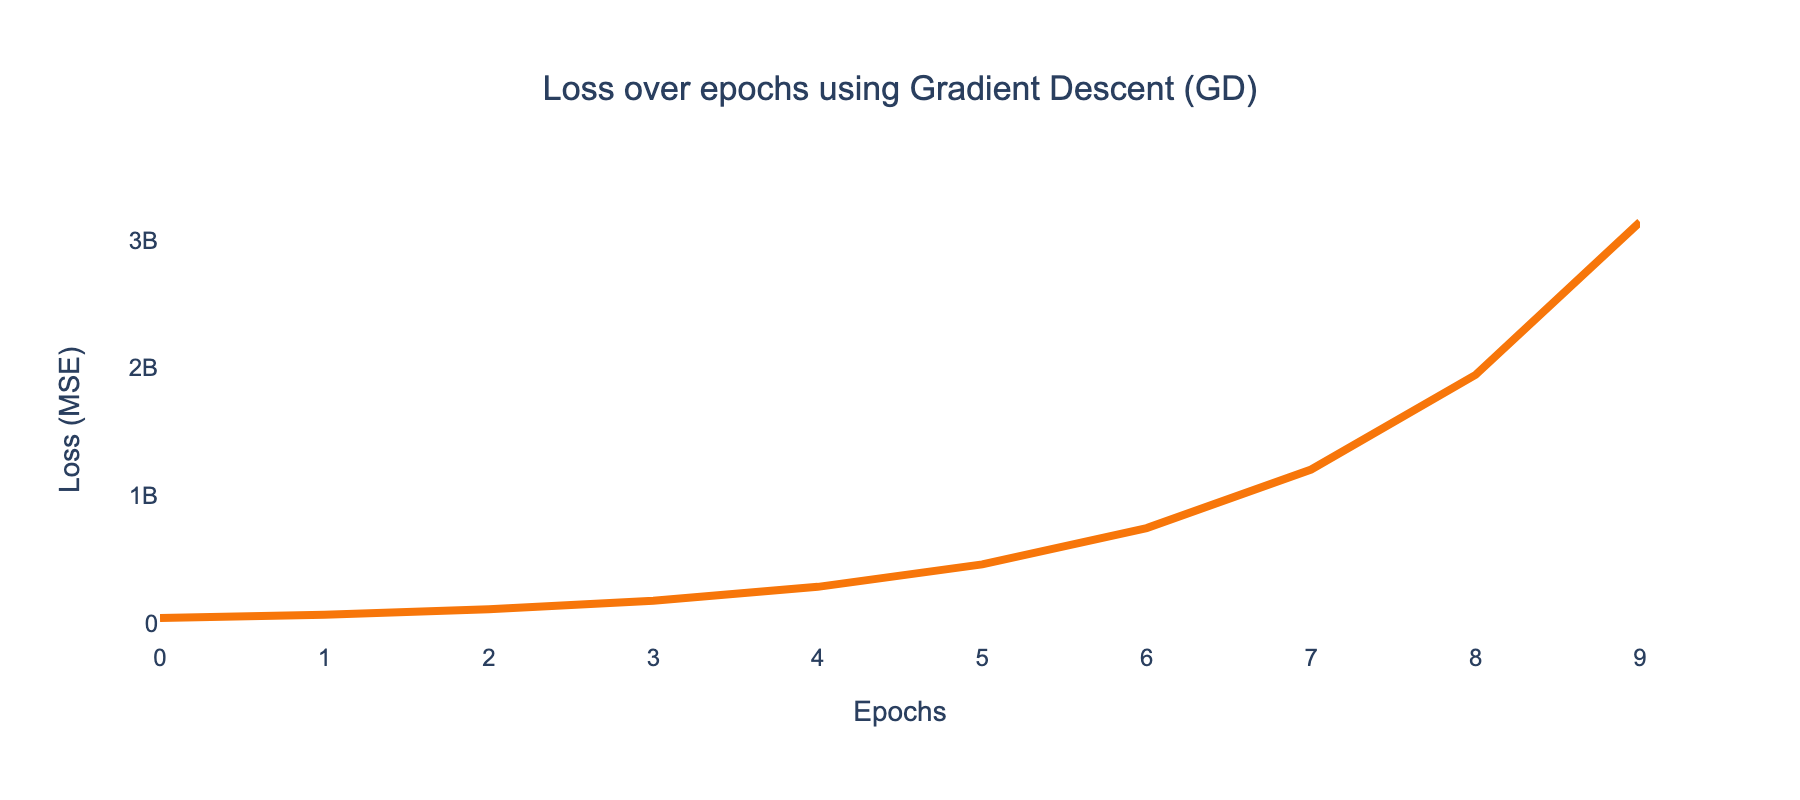 Loss over epochs using Gradient Descent (GD)
3B
2B
1B
0
Loss (MSE)
0 1 2 3 4 5 6 7 8 9
Epochs